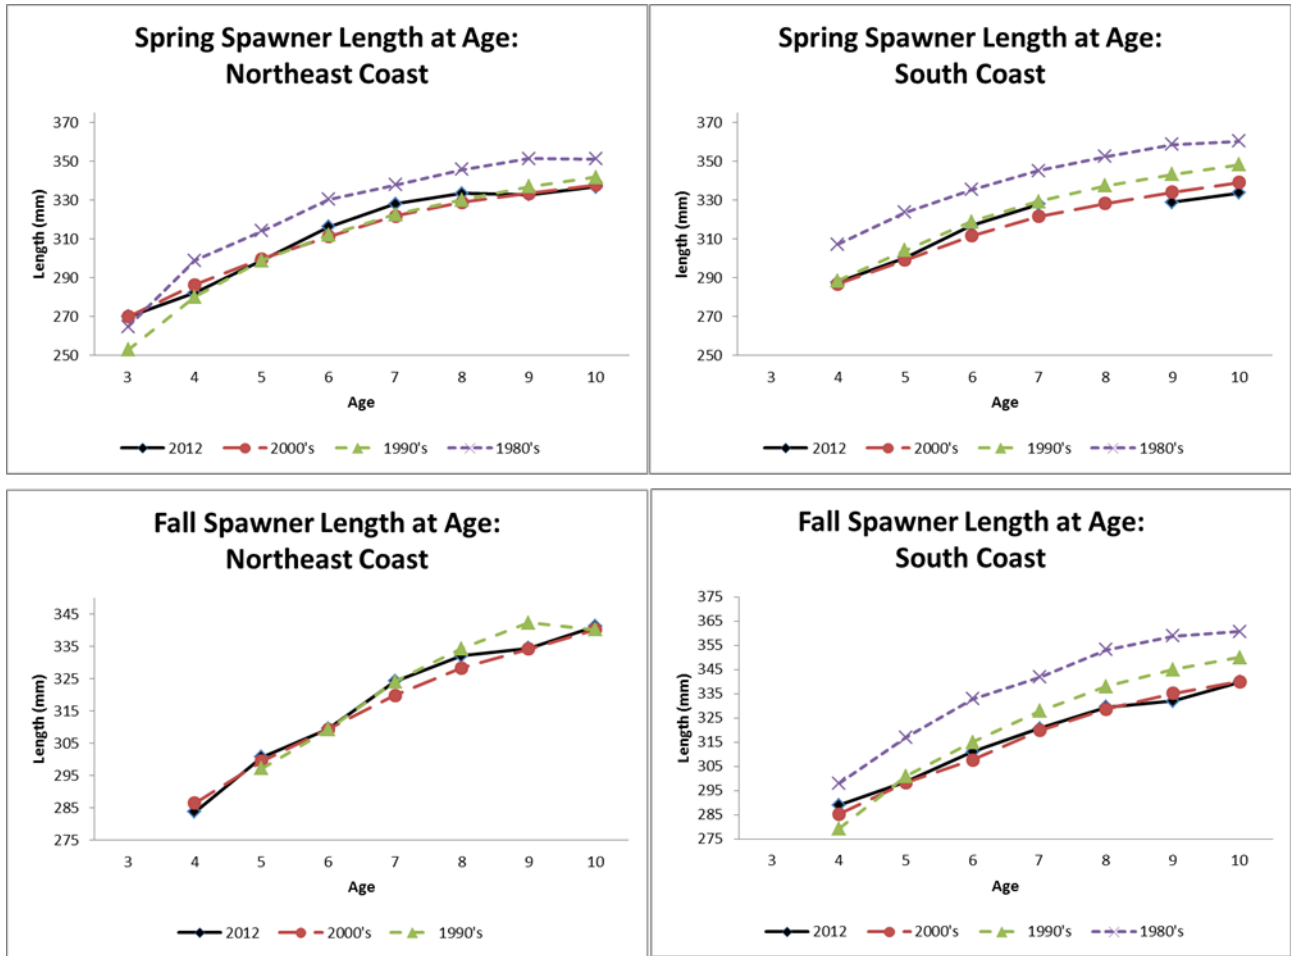 Spring Spawner Length at Age:
Northeast Coast
370
350
330
310
290
270
250
Length (mm)
3 4 5 6 7 8 9 10
Age
2012 2000's 1990's 1980's
Spring Spawner Length at Age:
South Coast
370
350
330
310
290
270
250
length (mm)
3 4 5 6 7 8 9 10
Age
2012 2000's 1990's 1980's
Fall Spawner Length at Age:
Northeast Coast
345
335
325
315
305
295
285
275
Length (mm)
3 4 5 6 7 8 9 10
Age
2012 2000's 1990's
Fall Spawner Length at Age:
South Coast
375
365
355
345
335
325
315
305
295
285
275
Length (mm)
3 4 5 6 7 8 9 10
Age
2012 2000's 1990's 1980's